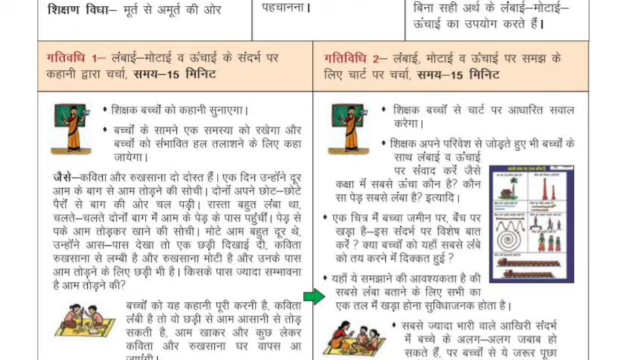 शिक्षण विधा– मूर्त से अमूर्त की ओर
पहचानना।
बिना सही अर्थ के लंबाई-मोटाई-
ऊंचाई का उपयोग करते हैं।
गतिवधि 1– लंबाई-मोटाई व ऊंचाई के संदर्भ पर
कहानी द्वारा चर्चा, समय–15 मिनिट
शिक्षक बच्चों को कहानी सुनाएगा।
बच्चों के सामने एक समस्या को रखेगा और
बच्चों को संभावित हल तलाशने के लिए कहा
जायेगा।
जैसे–कविता और रुखसाना दो दोस्त हैं। एक दिन उन्होंने दूर
आम के बाग से आम तोड़ने की सोची। दोनों अपने छोट-छोटे
पैरों से बाग की ओर चल पड़ी। रास्ता बहुत लंबा था,
चलते-चलते दोनों बाग में आम के पेड़ के पास पहुंचीं। पेड़ से
पके आम तोड़कर खाने की सोची। मोटे आम बहुत दूर थे,
उन्होंने आस-पास देखा तो एक छड़ी दिखाई दी, कविता
रुखसाना से लम्बी है और रुखसाना मोटी है और उनके पास
आम तोड़ने के लिए छड़ी भी है। किसके पास ज्यादा सम्भावना
है आम तोड़ने की?
बच्चों को यह कहानी पूरी करनी है, कविता
लंबी है तो वो छड़ी से आम आसानी से तोड़
सकती है, आम खाकर और कुछ लेकर
कविता और रुखसाना घर वापस आ
जाएंगी।
गतिविधि 2– लंबाई, मोटाई व ऊंचाई पर समझ के
लिए चार्ट पर चर्चा, समय–15 मिनिट
शिक्षक बच्चों से चार्ट पर आधारित सवाल
करेगा।
शिक्षक अपने परिवेश से जोड़ते हुए भी बच्चों के
साथ लंबाई व ऊंचाई
पर संवाद करें जैसे
कक्षा में सबसे ऊंचा कौन है? कौन
सा पेड़ सबसे लंबा है? इत्यादि।
एक चित्र में बच्चा जमीन पर, बैंच पर
खड़ा है–इस संदर्भ पर विशेष बात
करें? क्या बच्चों को यहाँ सबसे लंबे
को तय करने में दिक्कत हुई?
यहाँ ये समझाने की आवश्यकता है की
सबसे लंबा बताने के लिए सभी का
एक तल में खड़ा होना सुविधाजनक होता है।
सबसे ज्यादा भारी वाले आखिरी संदर्भ
में बच्चे के अलग-अलग जबाब हो
सकते हैं, पर बच्चों से ये जरूर पूछा